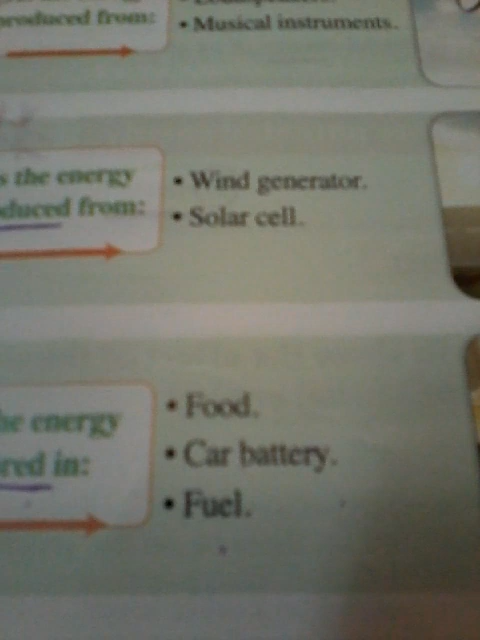 produced from:
• Musical instruments.
s the energy
duced from:
• Wind generator.
• Solar cell.
he energy
red in:
• Food.
• Car battery.
• Fuel.